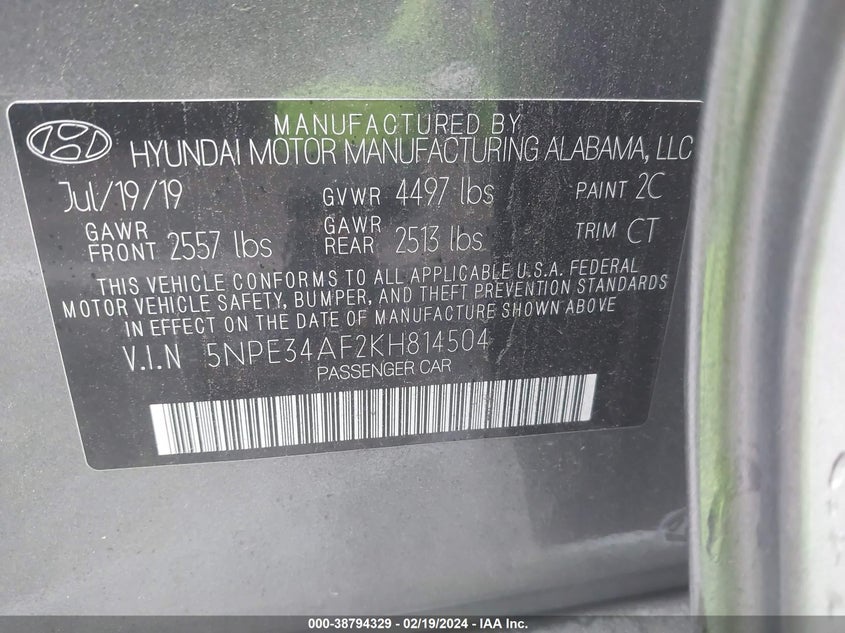 MANUFACTURED BY
HYUNDAI MOTOR MANUFACTURING ALABAMA, LLC
Jul/19/19 GVWR 4497 lbs PAINT 2C
GAWR FRONT 2557 lbs GAWR REAR 2513 lbs TRIM CT
THIS VEHICLE CONFORMS TO ALL APPLICABLE U.S.A. FEDERAL
MOTOR VEHICLE SAFETY, BUMPER, AND THEFT PREVENTION STANDARDS
IN EFFECT ON THE DATE OF MANUFACTURE SHOWN ABOVE
V.I.N 5NPE34AF2KH814504
PASSENGER CAR
000-38794329 - 02/19/2024 - IAA Inc.